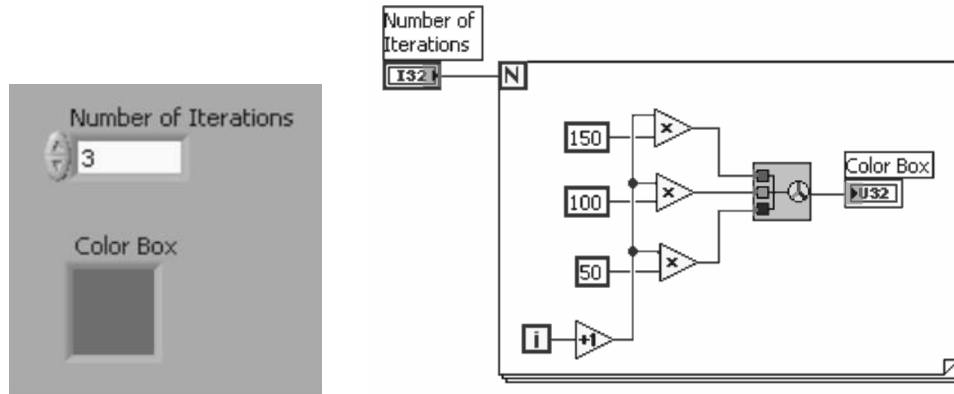 Number of Iterations
3
Color Box
Number of
Iterations
I32
N
150
×
100
×
50
×
i
+1
Color Box
U32